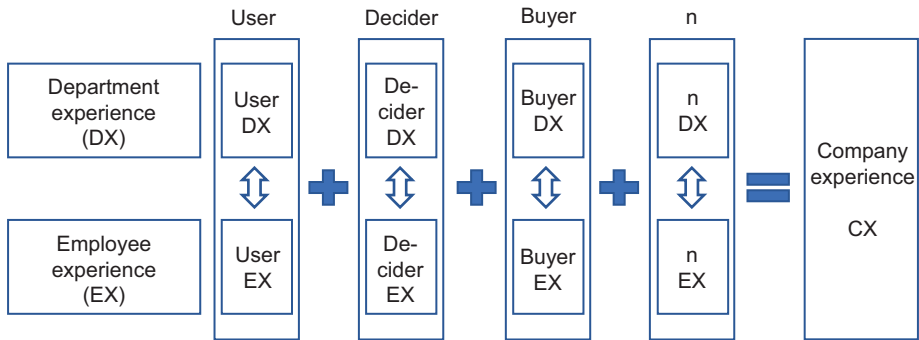 User
Decider
Buyer
n
Department
experience
(DX)
User
DX
De-
cider
DX
Buyer
DX
n
DX
Company
experience
CX
Employee
experience
(EX)
User
EX
De-
cider
EX
Buyer
EX
n
EX